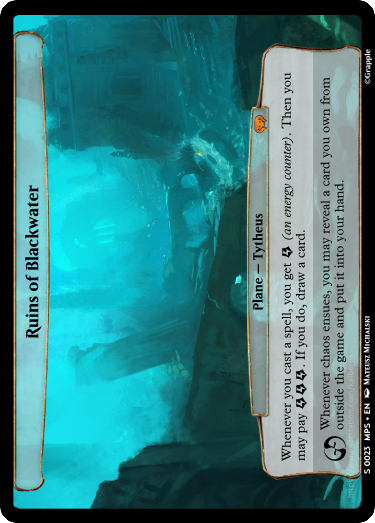 Ruins of Blackwater
Plane — Tytheus
Whenever you cast a spell, you get (an energy counter). Then you
may pay . If you do, draw a card.
Whenever chaos ensues, you may reveal a card you own from
outside the game and put it into your hand.
S 0023 MPS • EN Mateusz Michalski
©Grapple